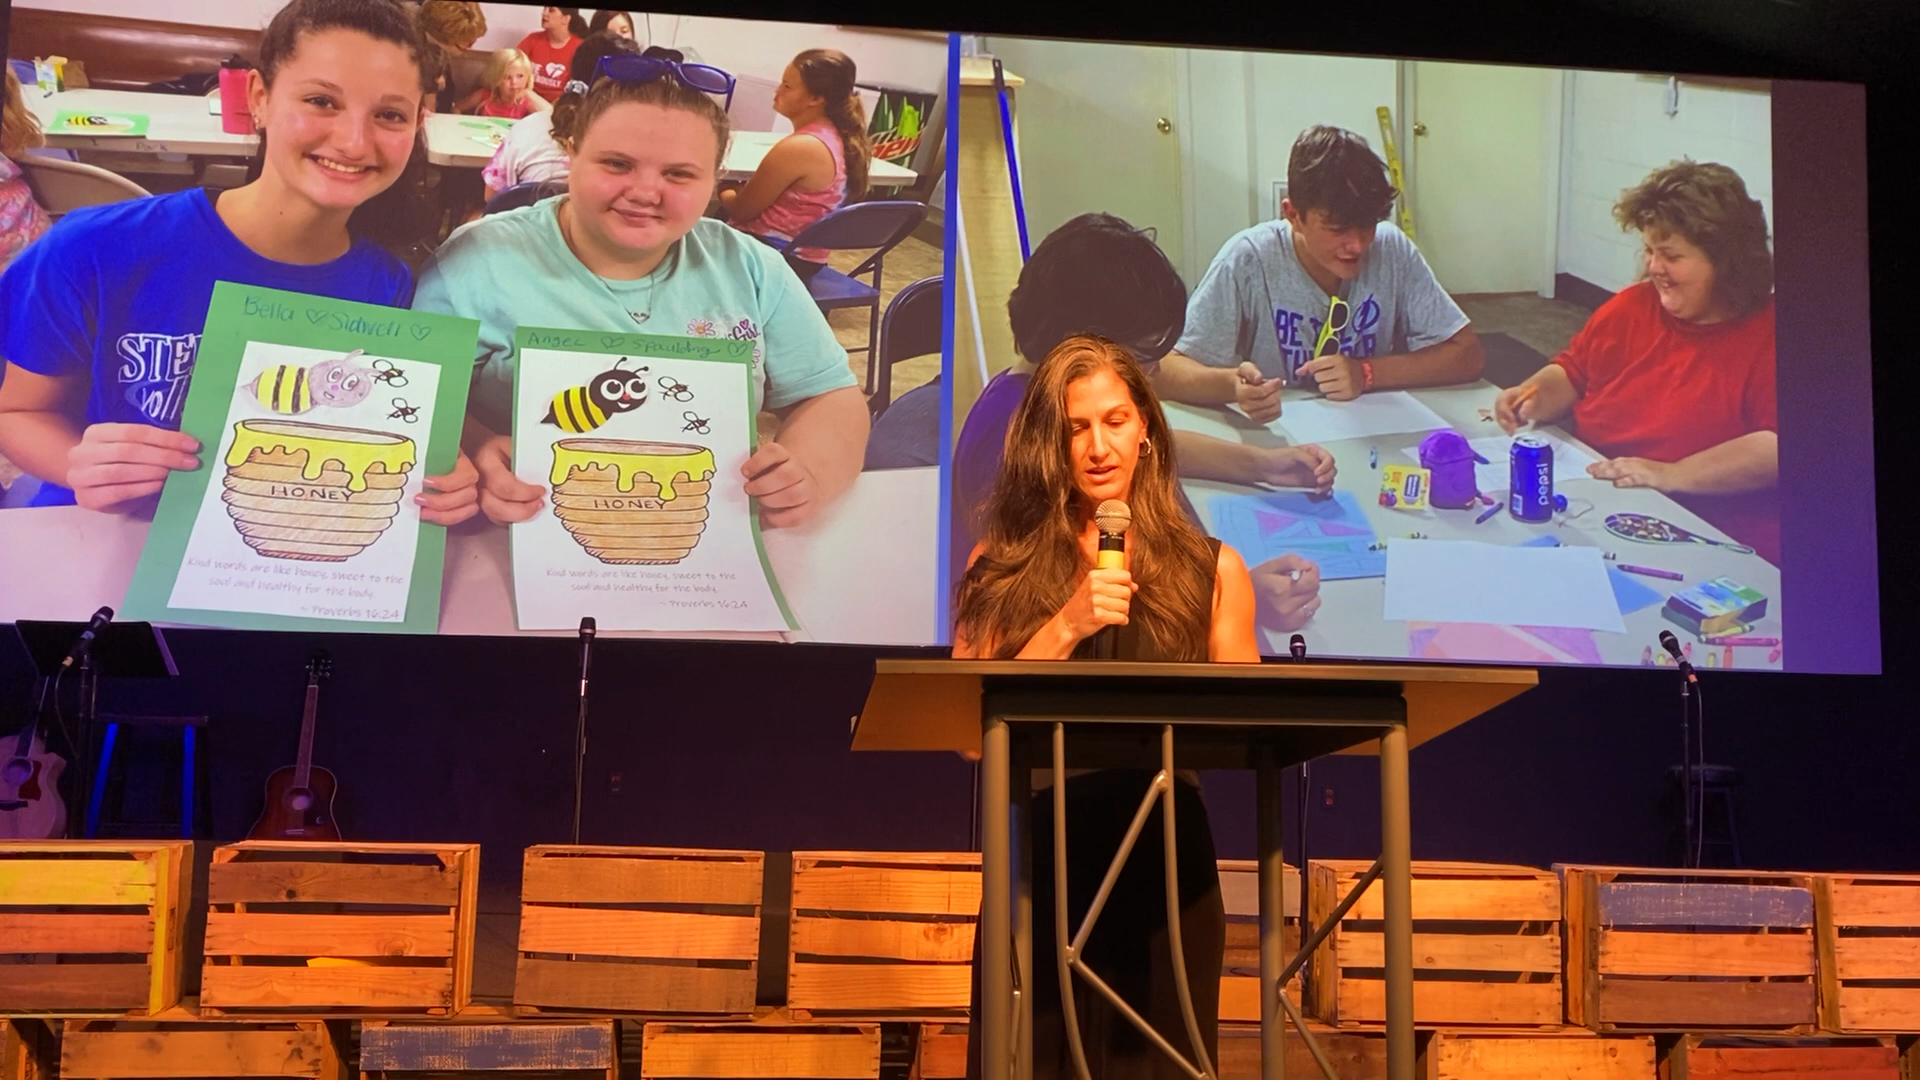 Bella ♡ Sidwell ♡
HONEY
Kind words are like honey, sweet to the
soul and healthy for the body.
~ Proverbs 16:24
Angel ♡ Spaulding ♡
HONEY
Kind words are like honey, sweet to the
soul and healthy for the body.
~ Proverbs 16:24
BE THE
pepsi